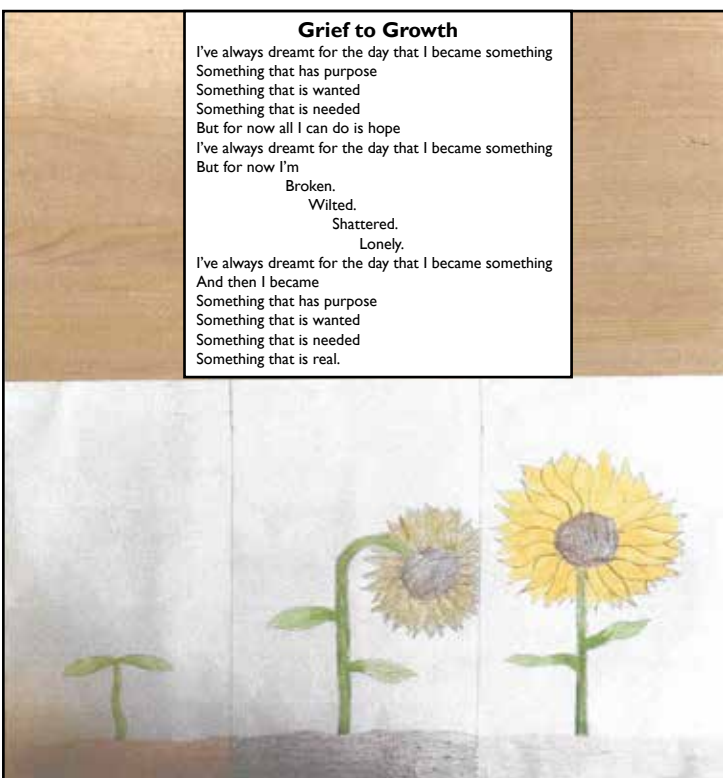 Grief to Growth
I've always dreamt for the day that I became something
Something that has purpose
Something that is wanted
Something that is needed
But for now all I can do is hope
I've always dreamt for the day that I became something
But for now I'm
Broken.
Wilted.
Shattered.
Lonely.
I've always dreamt for the day that I became something
And then I became
Something that has purpose
Something that is wanted
Something that is needed
Something that is real.